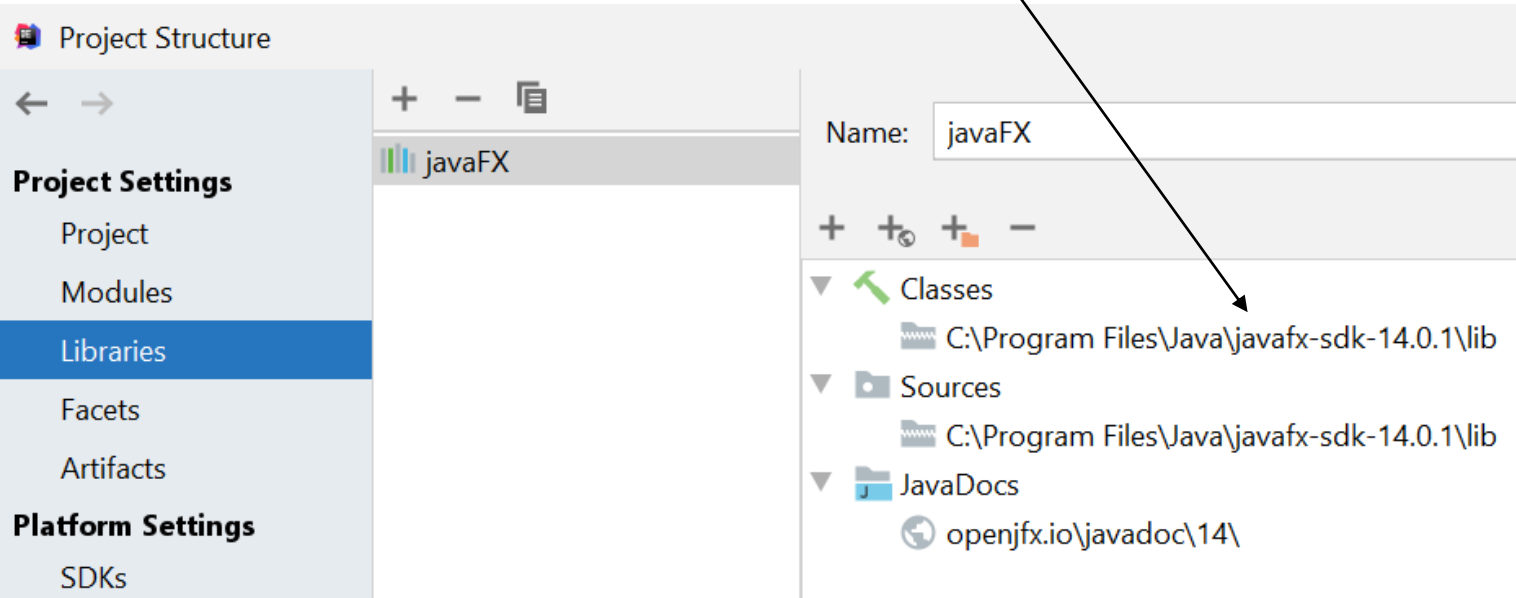 Project Structure
Project Settings
Project
Modules
Libraries
Facets
Artifacts
Platform Settings
SDKs
javaFX
Name: javaFX
Classes
C:\Program Files\Java\javafx-sdk-14.0.1\lib
Sources
C:\Program Files\Java\javafx-sdk-14.0.1\lib
JavaDocs
openjfx.io\javadoc\14\